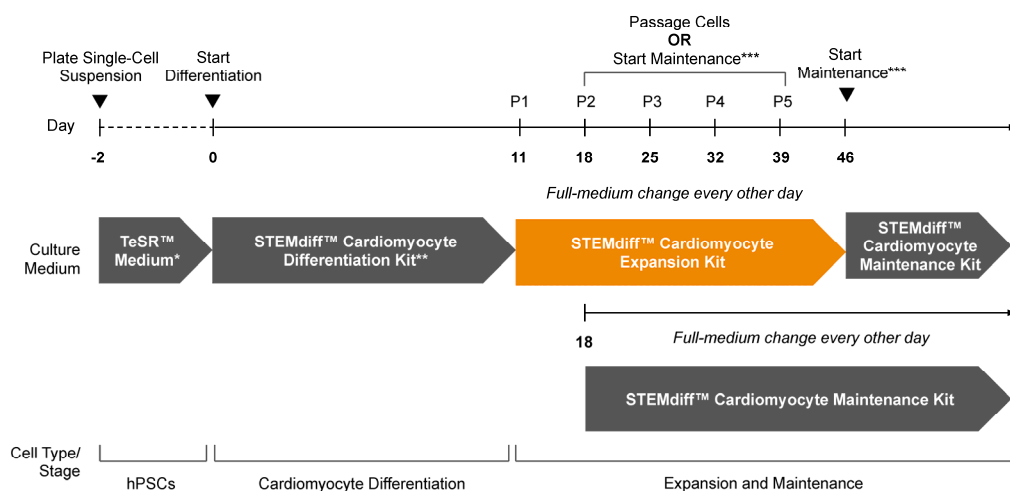 Passage Cells
OR
Start Maintenance***
Plate Single-Cell
Suspension
Start
Differentiation
Start
Maintenance***
P1 P2 P3 P4 P5
Day
-2 0 11 18 25 32 39 46
Full-medium change every other day
Culture
Medium
TeSR™
Medium*
STEMdiff™ Cardiomyocyte
Differentiation Kit**
STEMdiff™ Cardiomyocyte
Expansion Kit
STEMdiff™
Cardiomyocyte
Maintenance Kit
18
Full-medium change every other day
STEMdiff™ Cardiomyocyte Maintenance Kit
Cell Type/
Stage
hPSCs
Cardiomyocyte Differentiation
Expansion and Maintenance